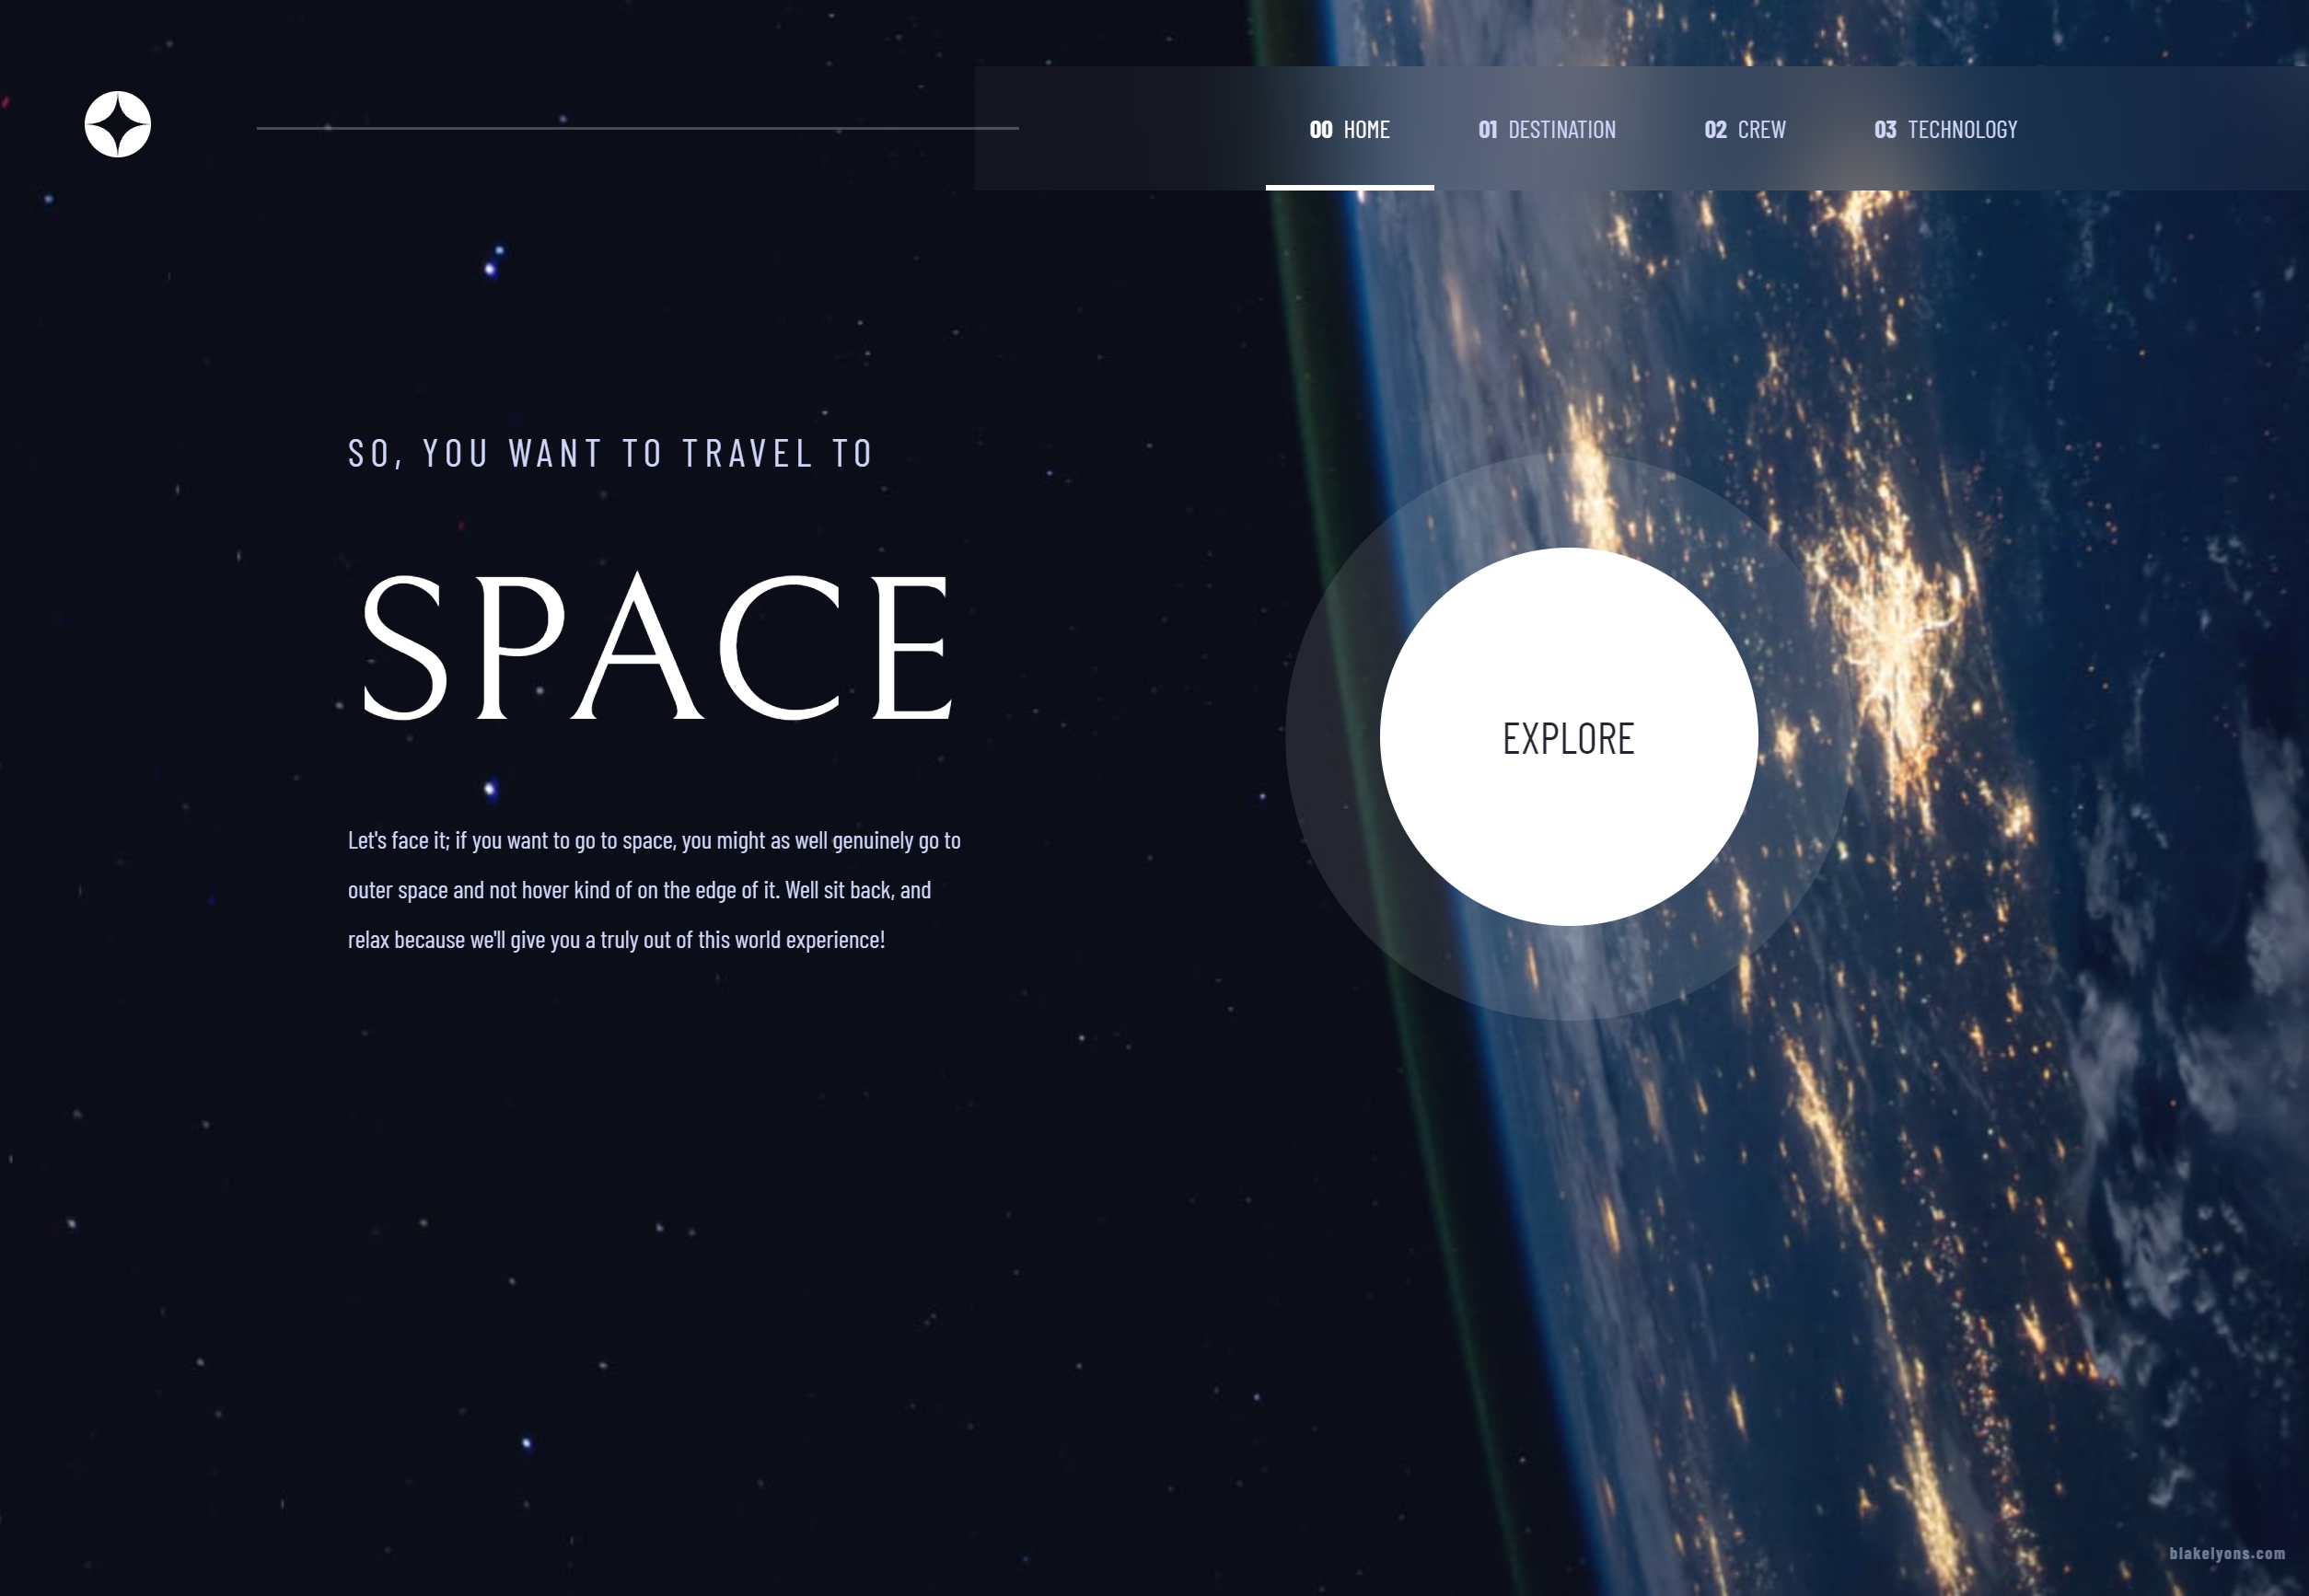 00 HOME 01 DESTINATION 02 CREW 03 TECHNOLOGY
SO, YOU WANT TO TRAVEL TO
SPACE
Let's face it; if you want to go to space, you might as well genuinely go to
outer space and not hover kind of on the edge of it. Well sit back, and
relax because we'll give you a truly out of this world experience!
EXPLORE
blakelyons.com